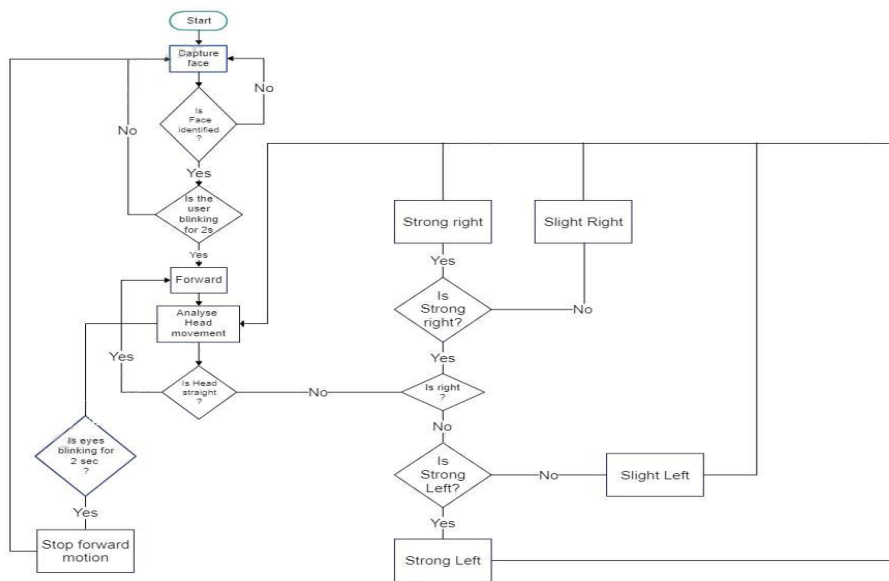 Start
Capture
face
No
Is
Face
identified
?
No
Yes
Is the
user
blinking
for 2s
Strong right
Slight Right
Yes
Yes
Forward
Is
Strong
right?
No
Analyse
Head
movement
Yes
Yes
Is Head
straight
?
No
Is right
?
No
Is eyes
blinking for
2 sec
?
Is
Strong
Left?
No
Slight Left
Yes
Yes
Stop forward
motion
Strong Left